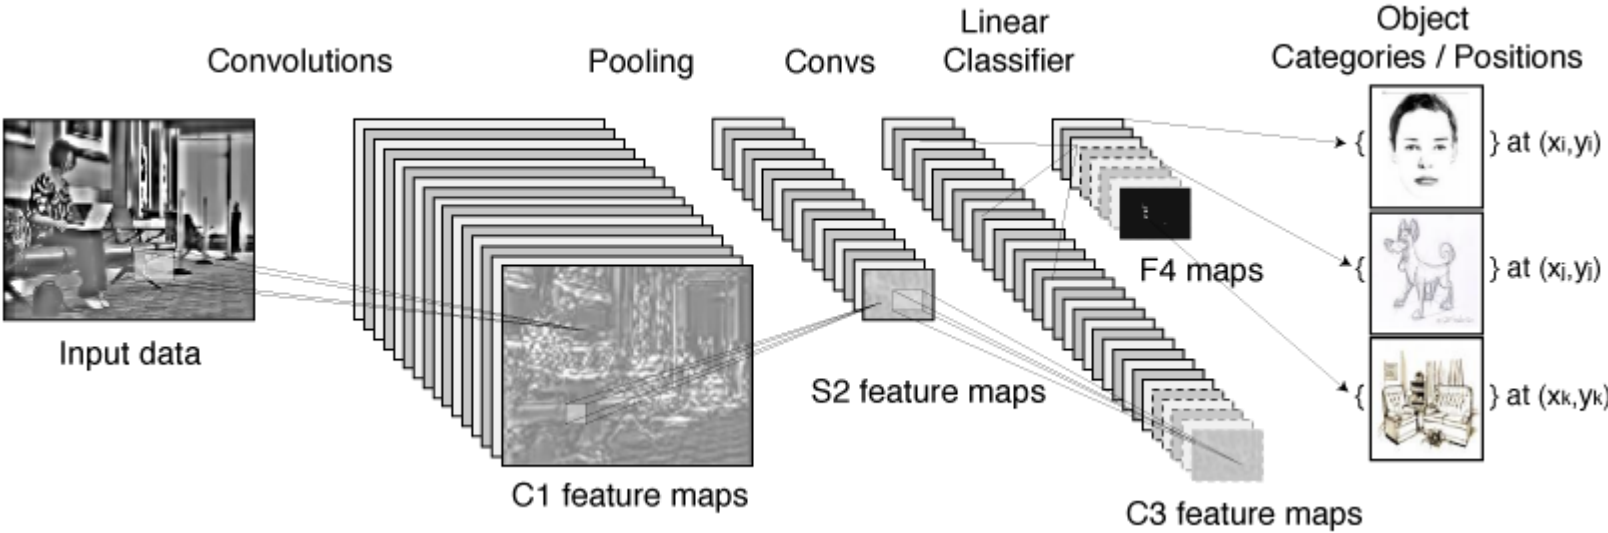 Convolutions
Pooling
Convs
Linear
Classifier
Object
Categories / Positions
{ } at (xi,yi)
{ } at (xj,yj)
{ } at (xk,yk)
Input data
C1 feature maps
S2 feature maps
C3 feature maps
F4 maps